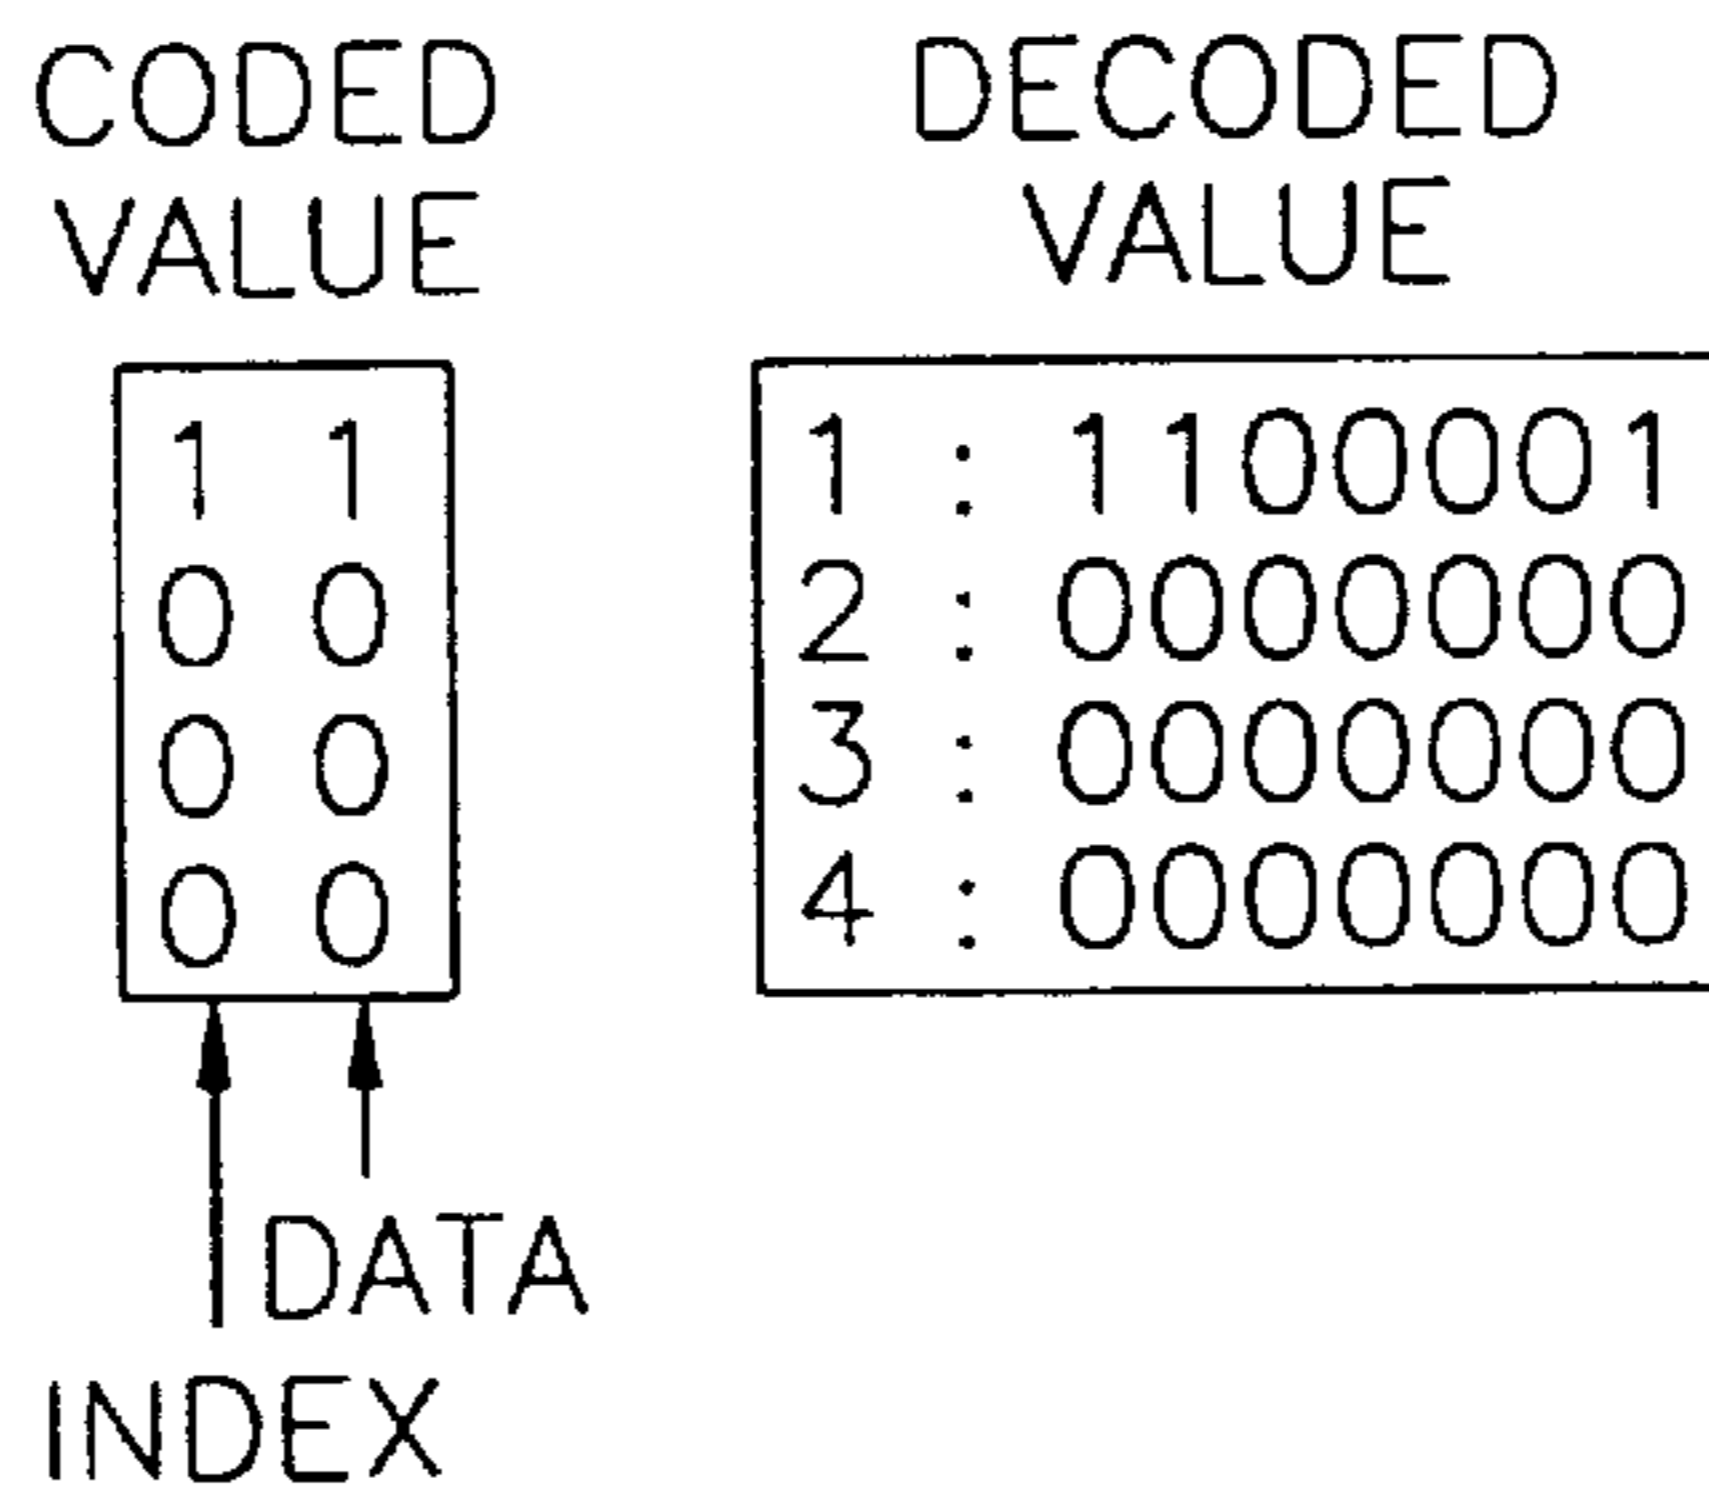 CODED
VALUE
1 1
0 0
0 0
0 0
DATA
INDEX
DECODED
VALUE
1 : 1100001
2 : 0000000
3 : 0000000
4 : 0000000